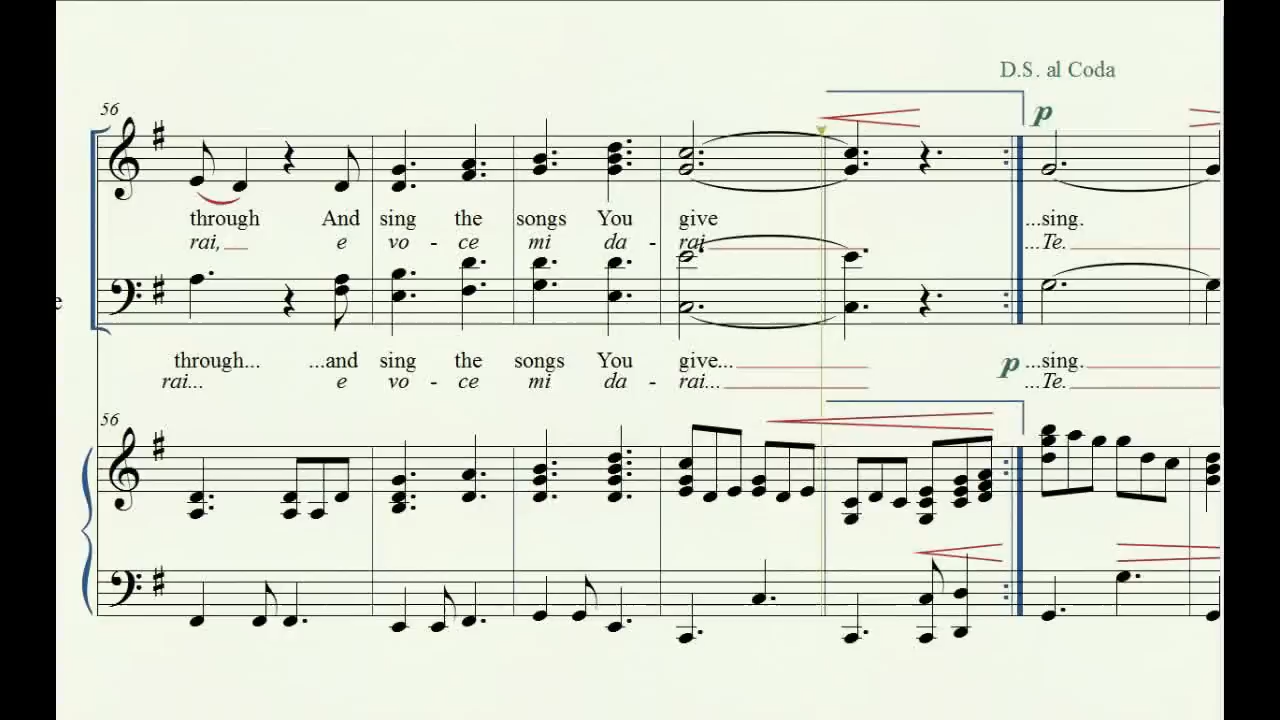 D.S. al Coda
56
p
through And sing the songs You give ...sing.
rai, e vo - ce mi da - rai ...Te.
e
through... ...and sing the songs You give... p ...sing.
rai... e vo - ce mi da - rai... ...Te.
56